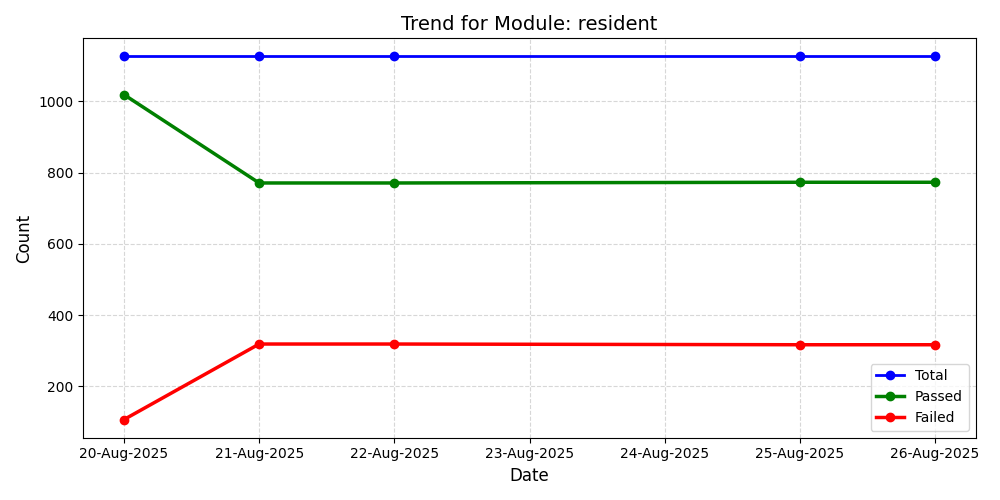 Trend for Module: resident
Count
1000
800
600
400
200
Total
Passed
Failed
20-Aug-2025 21-Aug-2025 22-Aug-2025 23-Aug-2025 24-Aug-2025 25-Aug-2025 26-Aug-2025
Date